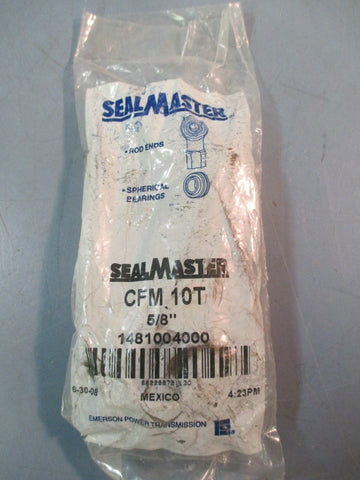 SEALMASTER
• ROD ENDS
• SPHERICAL
BEARINGS
SEALMASTER
CFM 10T
5/8"
1481004000
6-30-08
4:23PM
MEXICO
EMERSON POWER TRANSMISSION